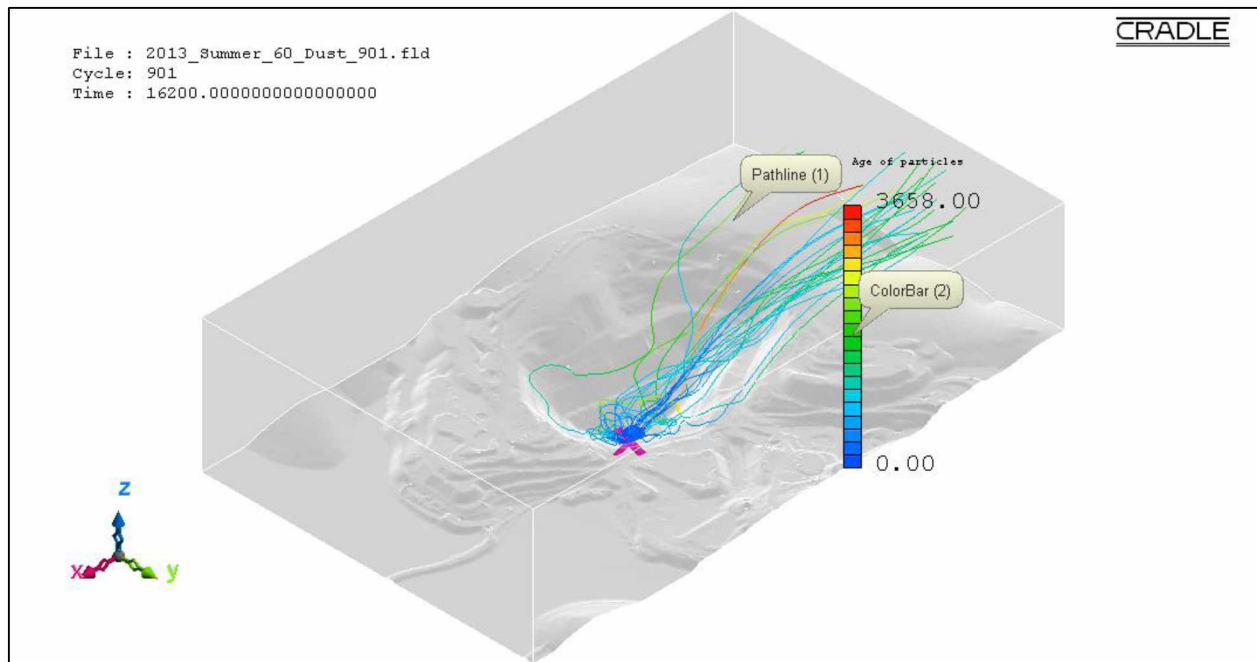 CRADLE
File : 2013_Summer_60_Dust_901.fld
Cycle: 901
Time : 16200.0000000000000000
Age of particles
Pathline (1)
3658.00
ColorBar (2)
0.00
z
x
y